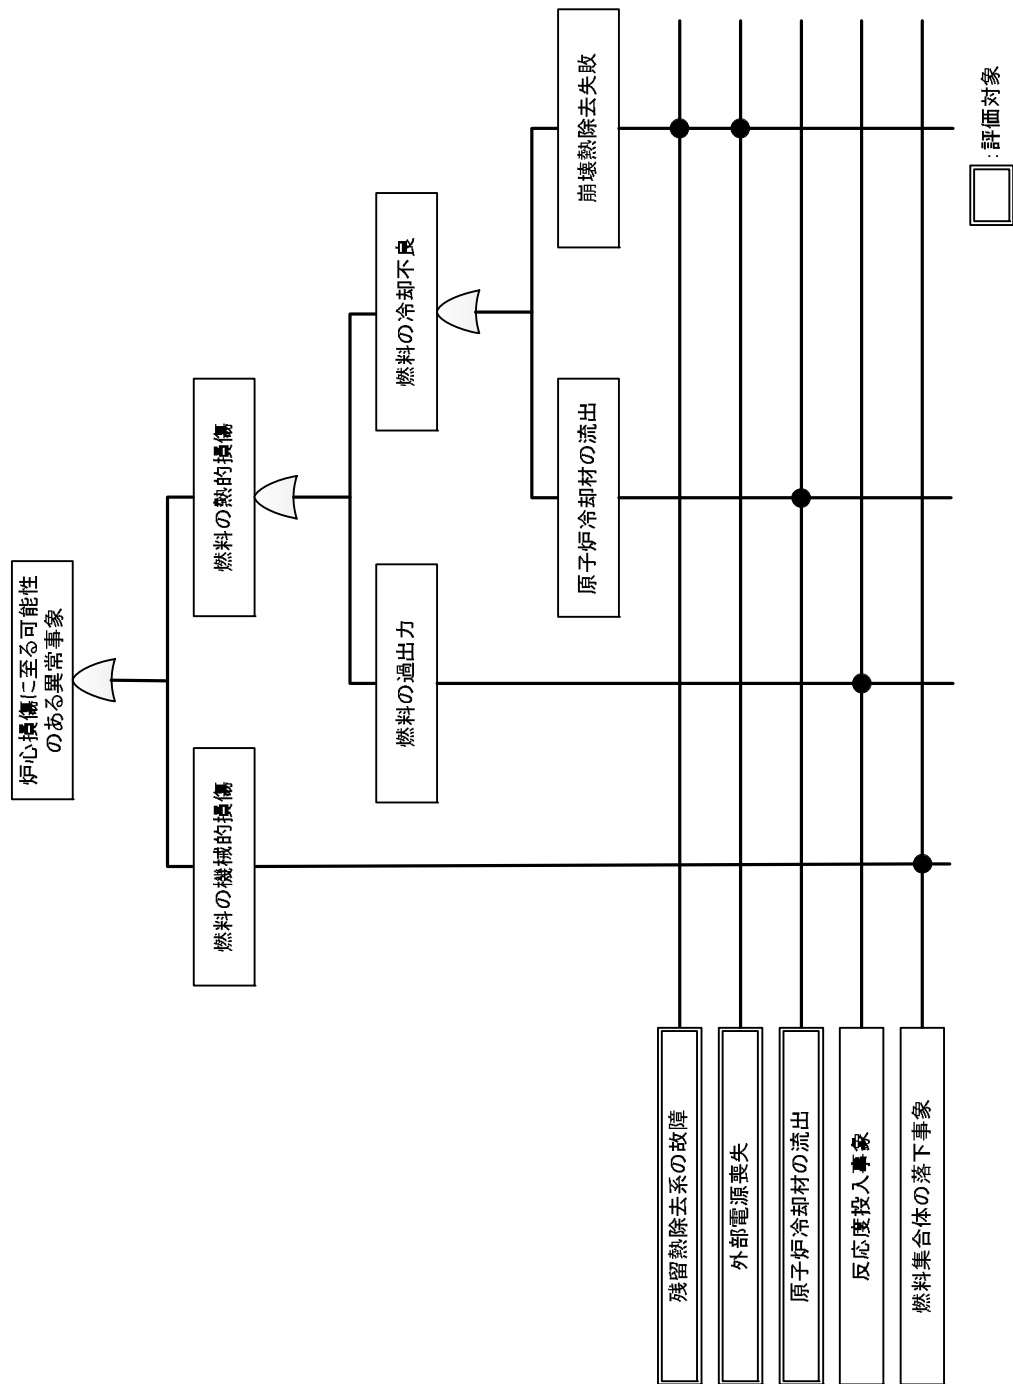 炉心損傷に至る可能性
のある異常事象
燃料の機械的損傷
燃料の熱的損傷
燃料の過出力
燃料の冷却不良
原子炉冷却材の流出
崩壊熱除去失敗
残留熱除去系の故障
外部電源喪失
原子炉冷却材の流出
反応度投入事象
燃料集合体の落下事象
：評価対象